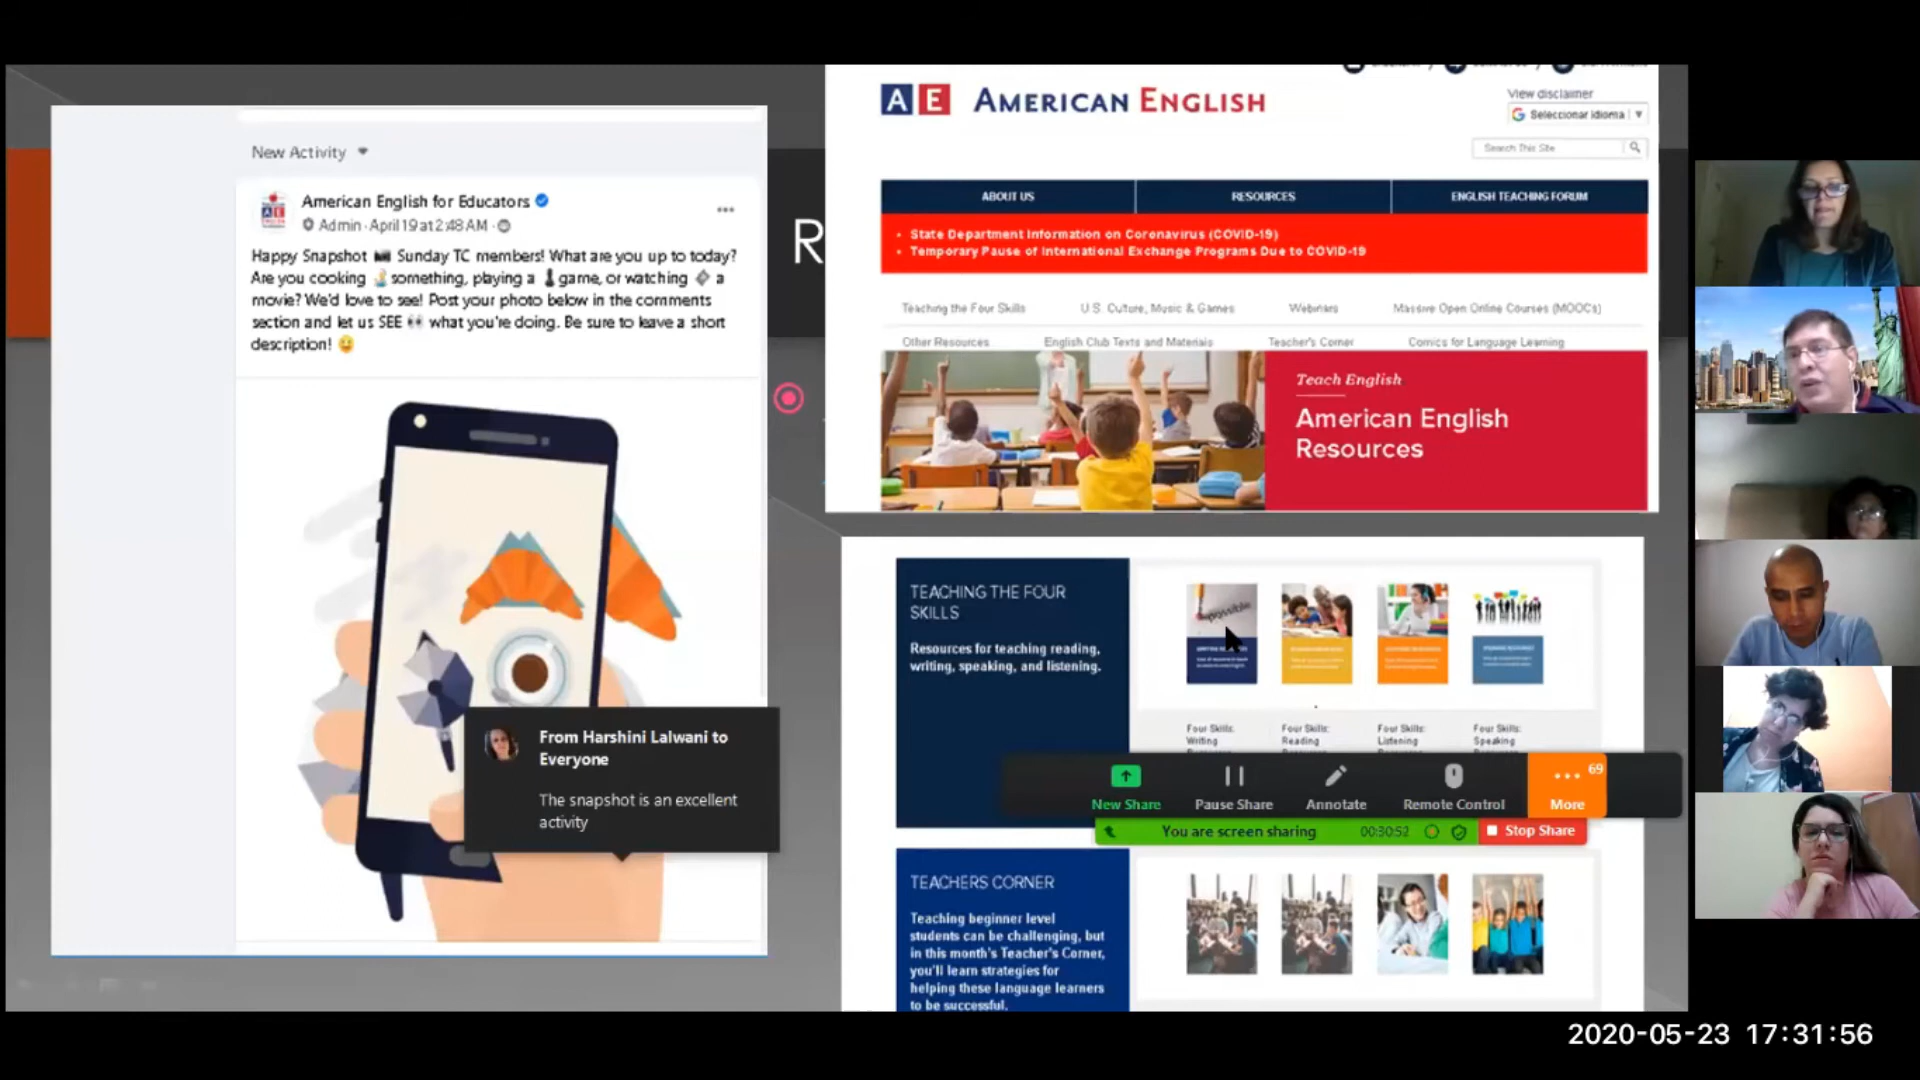 New Activity
American English for Educators
Admin · April 19 at 2:48 AM ·
Happy Snapshot 📸 Sunday TC members! What are you up to today?
Are you cooking something, playing a game, or watching a
movie? We'd love to see! Post your photo below in the comments
section and let us SEE 👀 what you're doing. Be sure to leave a short
description! 😃
From Harshini Lalwani to
Everyone
The snapshot is an excellent
activity
R
AE AMERICAN ENGLISH
View disclaimer
Seleccionar idioma
Search This Site
ABOUT US
RESOURCES
ENGLISH TEACHING FORUM
• State Department Information on Coronavirus (COVID-19)
• Temporary Pause of International Exchange Programs Due to COVID-19
Teaching the Four Skills
U.S. Culture, Music & Games
Webinars
Massive Open Online Courses (MOOCs)
Other Resources
English Club Texts and Materials
Teacher's Corner
Comics for Language Learning
Teach English
American English
Resources
TEACHING THE FOUR
SKILLS
Resources for teaching reading,
writing, speaking, and listening.
possible
Four Skills:
Writing
Four Skills:
Reading
Four Skills:
Listening
Four Skills:
Speaking
New Share
Pause Share
Annotate
Remote Control
69
More
You are screen sharing
00:30:52
Stop Share
TEACHERS CORNER
Teaching beginner level
students can be challenging, but
in this month's Teacher's Corner,
you'll learn strategies for
helping these language learners
to be successful.
2020-05-23 17:31:56